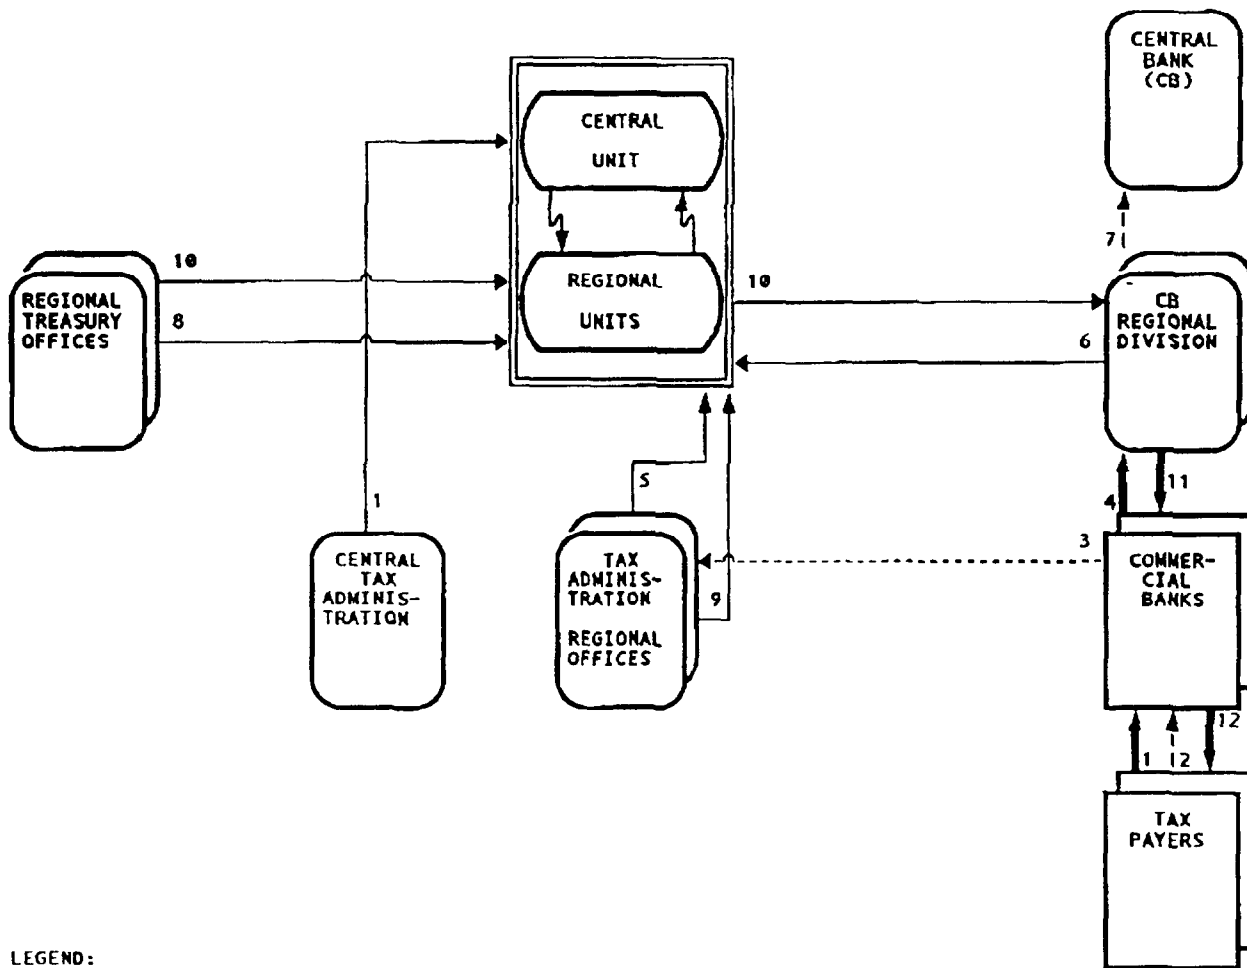 CENTRAL
BANK
(CB)
CENTRAL
UNIT
7
10
REGIONAL
TREASURY
OFFICES
8
REGIONAL
UNITS
10
CB
REGIONAL
DIVISION
6
1
S
4
11
CENTRAL
TAX
ADMINIS-
TRATION
TAX
ADMINIS-
TRATION
REGIONAL
OFFICES
9
3
COMMER-
CIAL
BANKS
1
2
12
TAX
PAYERS
LEGEND: